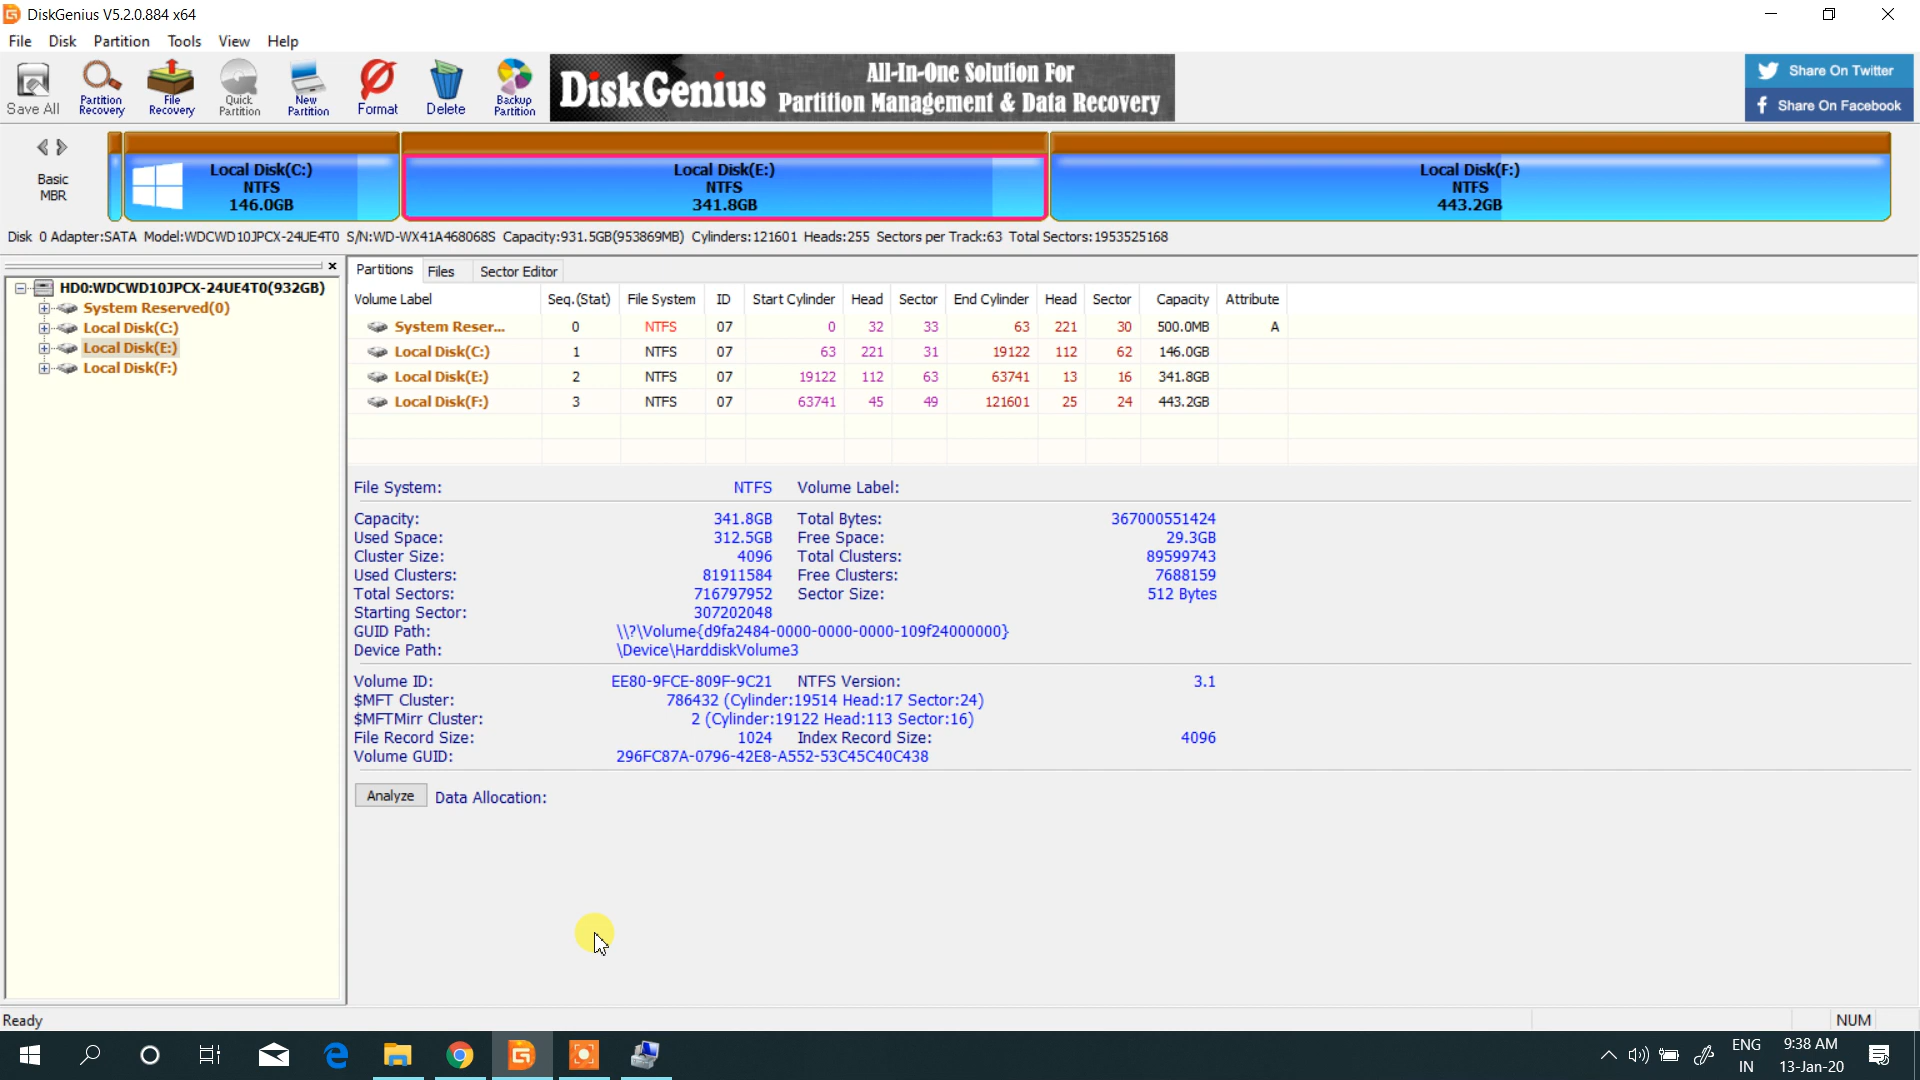 DiskGenius V5.2.0.884 x64
File Disk Partition Tools View Help
Save All
Partition Recovery
File Recovery
Quick Partition
New Partition
Format
Delete
Backup Partition
DiskGenius
All-In-One Solution For
Partition Management & Data Recovery
Share On Twitter
Share On Facebook
Basic
MBR
Local Disk(C:)
NTFS
146.0GB
Local Disk(E:)
NTFS
341.8GB
Local Disk(F:)
NTFS
443.2GB
Disk 0 Adapter:SATA Model:WDCWD10JPCX-24UE4T0 S/N:WD-WX41A468068S Capacity:931.5GB(953869MB) Cylinders:121601 Heads:255 Sectors per Track:63 Total Sectors:1953525168
HD0:WDCWD10JPCX-24UE4T0(932GB)
System Reserved(0)
Local Disk(C:)
Local Disk(E:)
Local Disk(F:)
Partitions Files Sector Editor
Volume Label Seq.(Stat) File System ID Start Cylinder Head Sector End Cylinder Head Sector Capacity Attribute
System Reser... 0 NTFS 07 0 32 33 63 221 30 500.0MB A
Local Disk(C:) 1 NTFS 07 63 221 31 19122 112 62 146.0GB
Local Disk(E:) 2 NTFS 07 19122 112 63 63741 13 16 341.8GB
Local Disk(F:) 3 NTFS 07 63741 45 49 121601 25 24 443.2GB
File System: NTFS Volume Label:
Capacity: 341.8GB Total Bytes: 367000551424
Used Space: 312.5GB Free Space: 29.3GB
Cluster Size: 4096 Total Clusters: 89599743
Used Clusters: 81911584 Free Clusters: 7688159
Total Sectors: 716797952 Sector Size: 512 Bytes
Starting Sector: 307202048
GUID Path: \\?\Volume{d9fa2484-0000-0000-0000-109f24000000}
Device Path: \Device\HarddiskVolume3
Volume ID: EE80-9FCE-809F-9C21 NTFS Version: 3.1
$MFT Cluster: 786432 (Cylinder:19514 Head:17 Sector:24)
$MFTMirr Cluster: 2 (Cylinder:19122 Head:113 Sector:16)
File Record Size: 1024 Index Record Size: 4096
Volume GUID: 296FC87A-0796-42E8-A552-53C45C40C438
Analyze Data Allocation:
Ready NUM
ENG
IN
9:38 AM
13-Jan-20